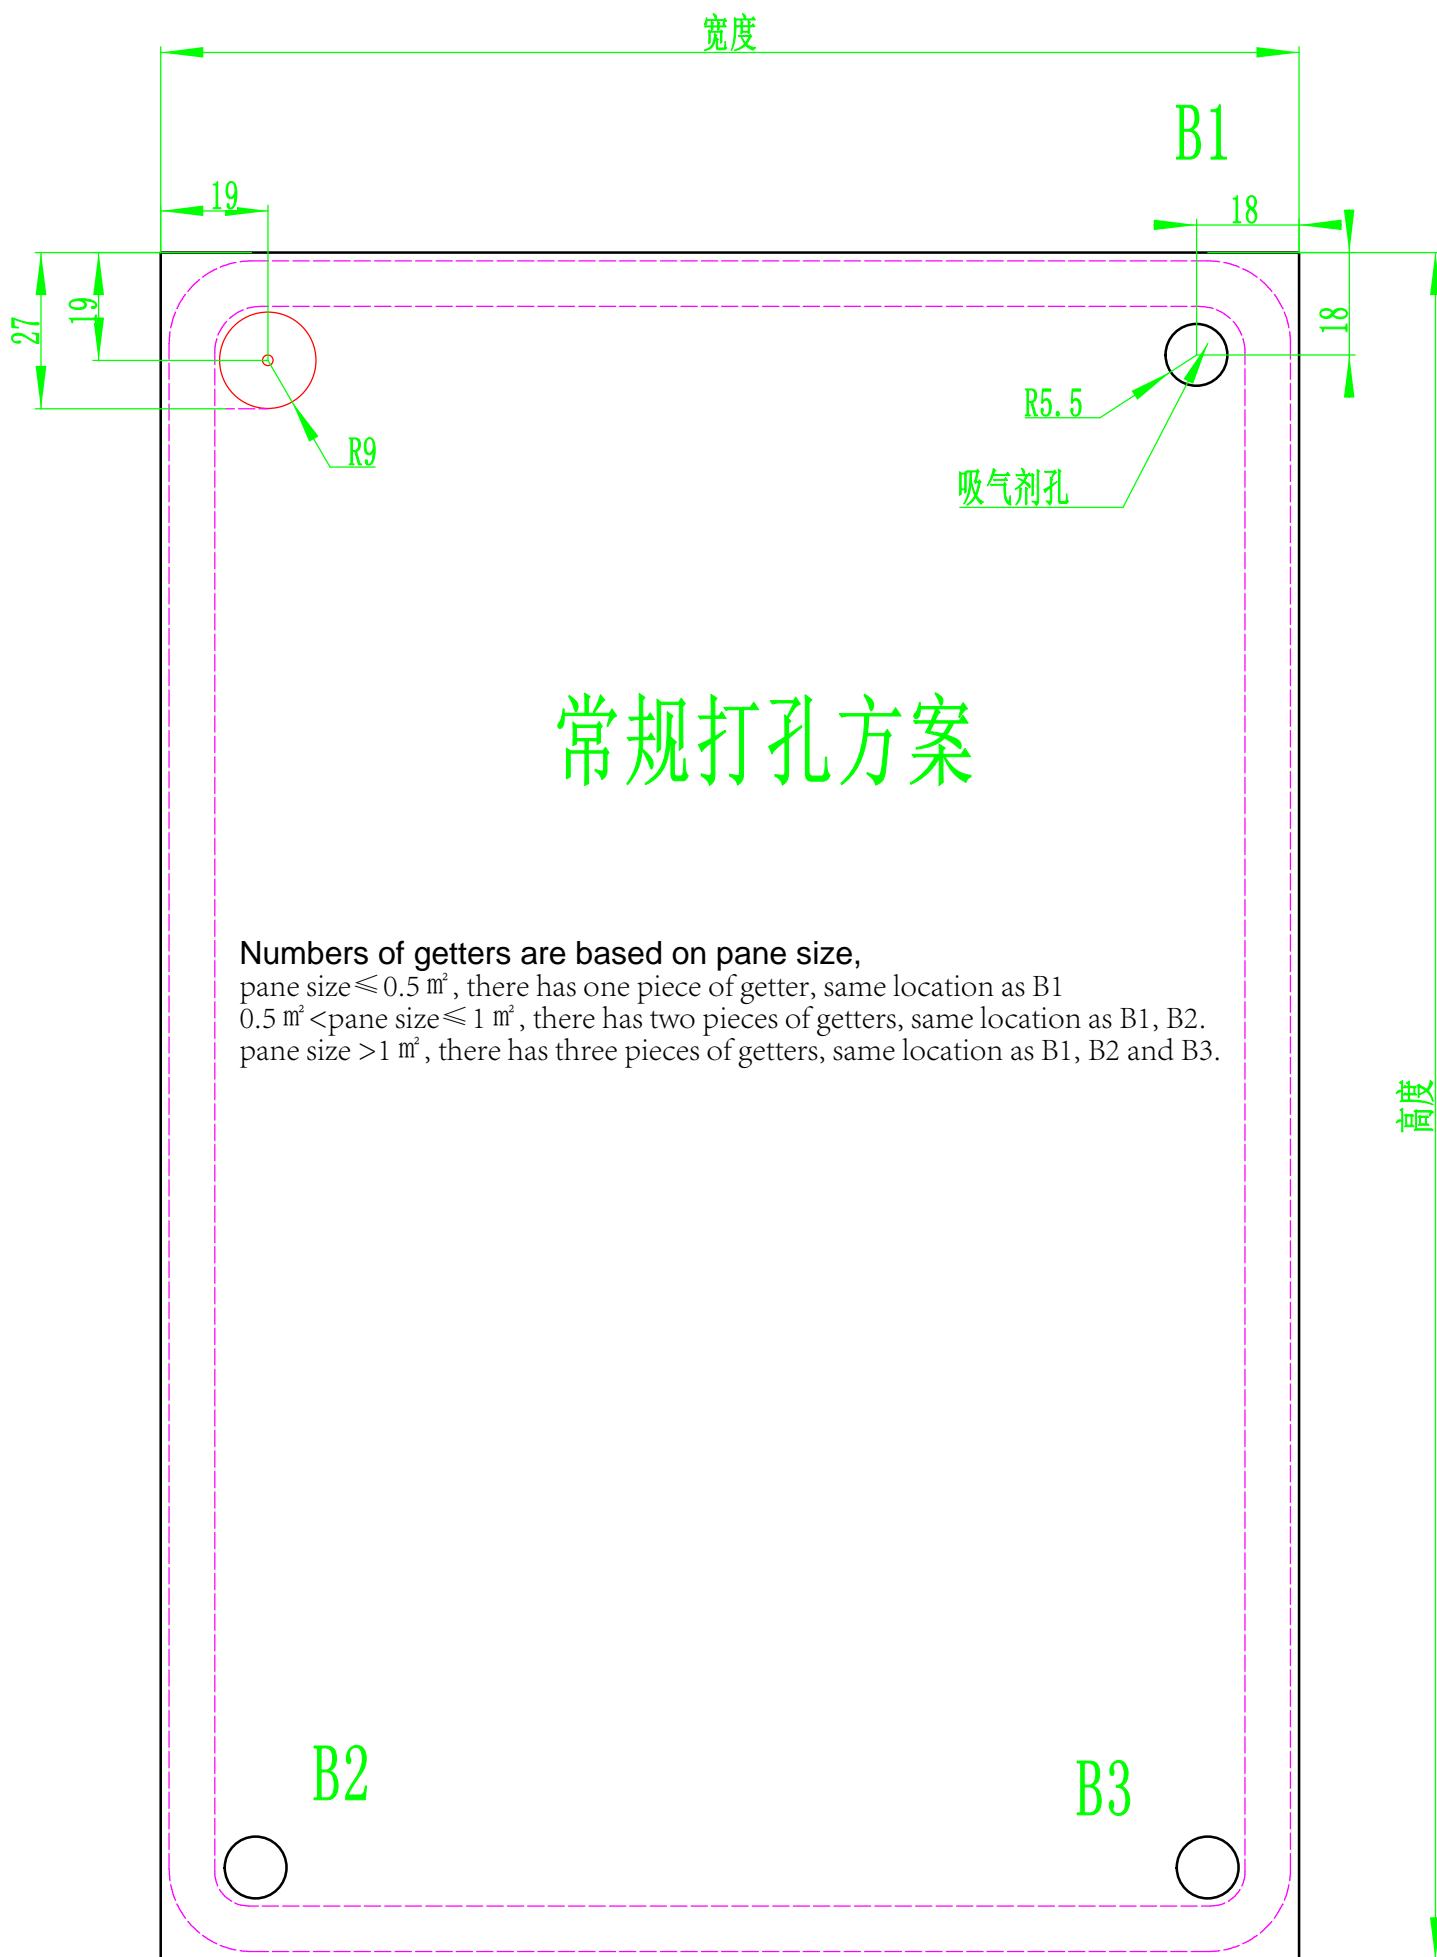 宽度
B1
19
18
27
19
18
R5.5
R9
吸气剂孔
常规打孔方案
Numbers of getters are based on pane size,
pane size≤0.5㎡, there has one piece of getter, same location as B1
0.5㎡<pane size≤1㎡, there has two pieces of getters, same location as B1, B2.
pane size >1㎡, there has three pieces of getters, same location as B1, B2 and B3.
高度
B2
B3